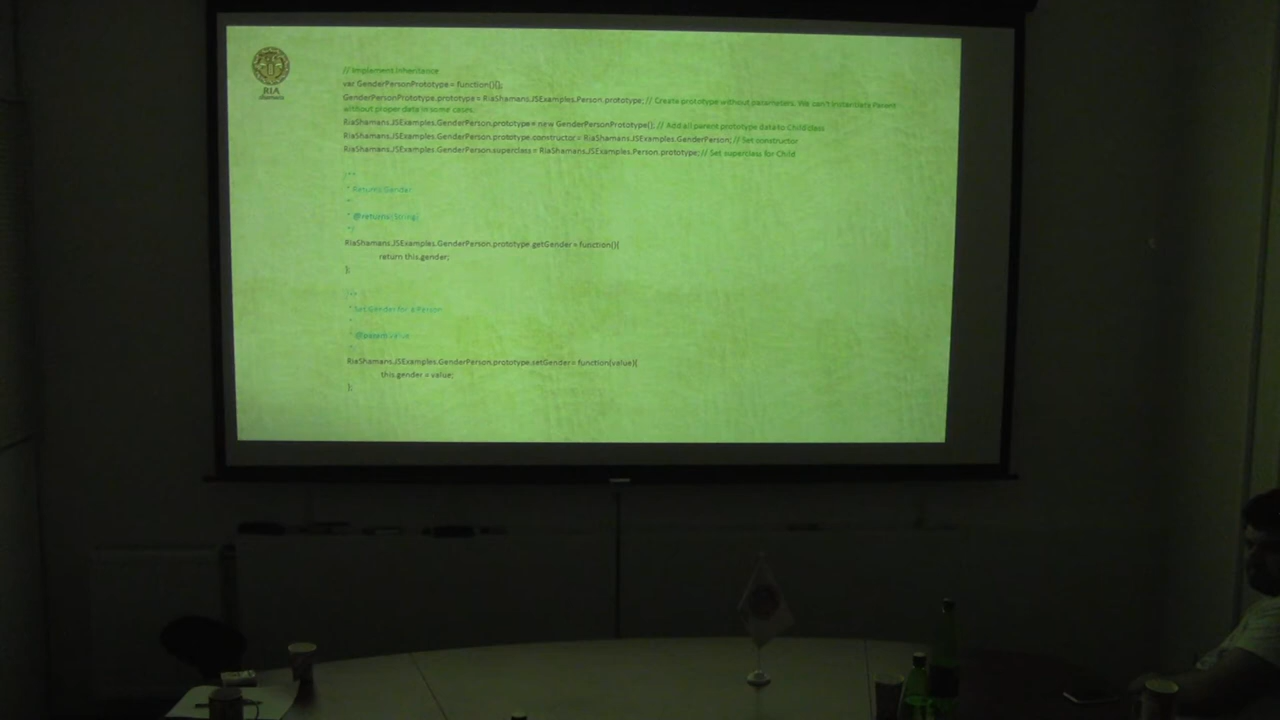 RIA
shamans
// Implement inheritance
var GenderPersonPrototype = function(){};
GenderPersonPrototype.prototype = RiaShamans.JSExamples.Person.prototype; // Create prototype without parameters. We can't instantiate Parent
without proper data in some cases.
RiaShamans.JSExamples.GenderPerson.prototype = new GenderPersonPrototype(); // Add all parent prototype data to Child class
RiaShamans.JSExamples.GenderPerson.prototype.constructor = RiaShamans.JSExamples.GenderPerson; // Set constructor
RiaShamans.JSExamples.GenderPerson.superclass = RiaShamans.JSExamples.Person.prototype; // Set superclass for Child
/**
* Returns Gender
*
* @returns {String}
*/
RiaShamans.JSExamples.GenderPerson.prototype.getGender = function(){
return this.gender;
};
/**
* Set Gender for a Person
*
* @param value
*/
RiaShamans.JSExamples.GenderPerson.prototype.setGender = function(value){
this.gender = value;
};